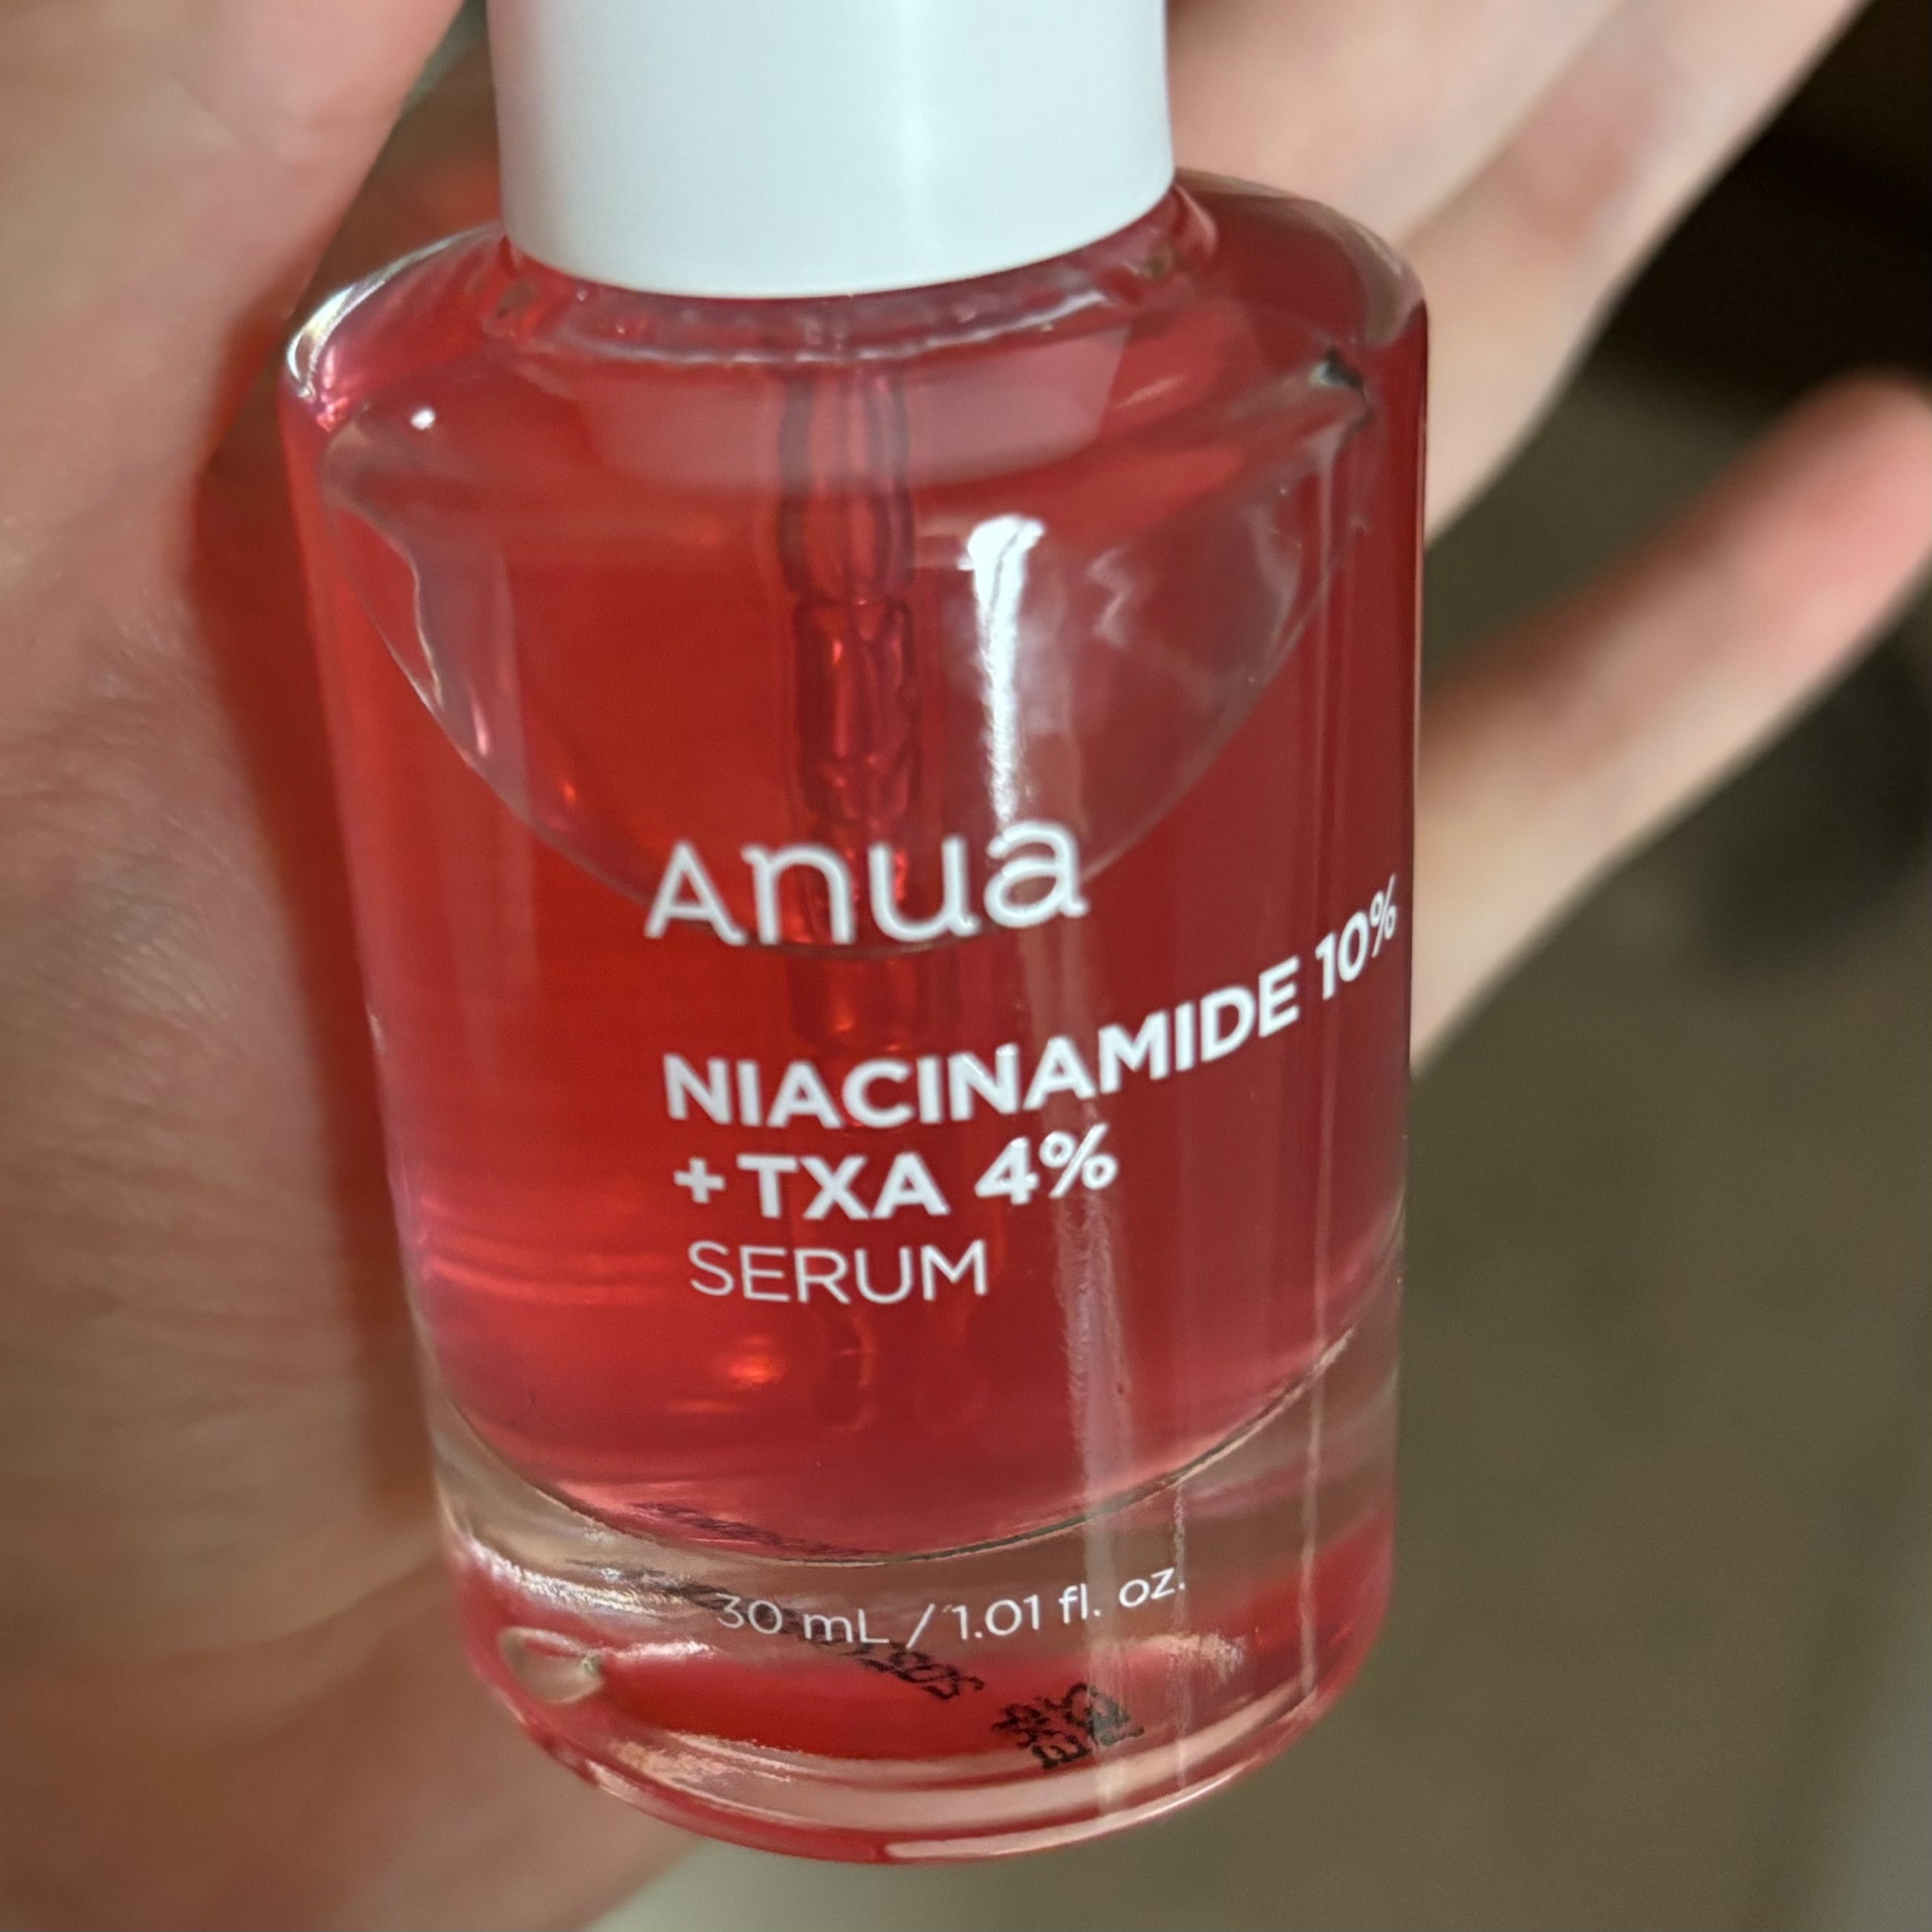 Anua
NIACINAMIDE 10%
+TXA 4%
SERUM
30 mL / 1.01 fl. oz.